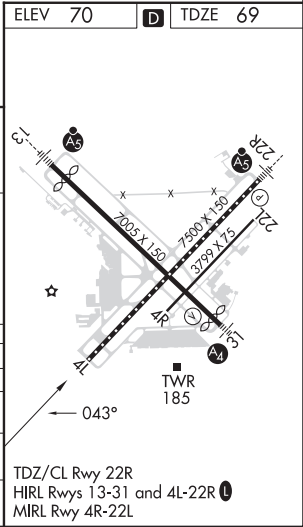 ELEV 70 D TDZE 69
13
A5
A5
22R
P
X X X
7005 X 150
7500 X 150
22L
3799 X 75
4R
V
31
4L
A4
TWR
185
043°
TDZ/CL Rwy 22R
HIRL Rwys 13-31 and 4L-22R L
MIRL Rwy 4R-22L